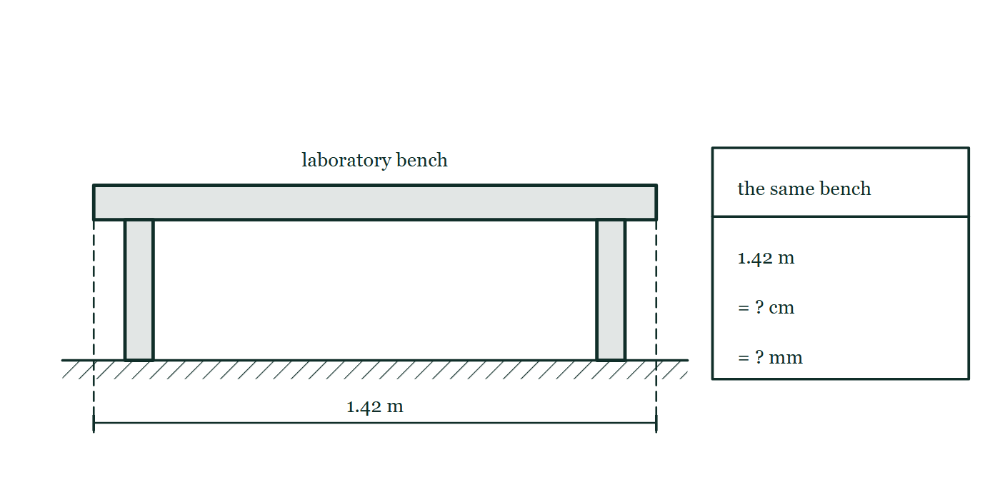 laboratory bench
1.42 m
the same bench
1.42 m
= ? cm
= ? mm